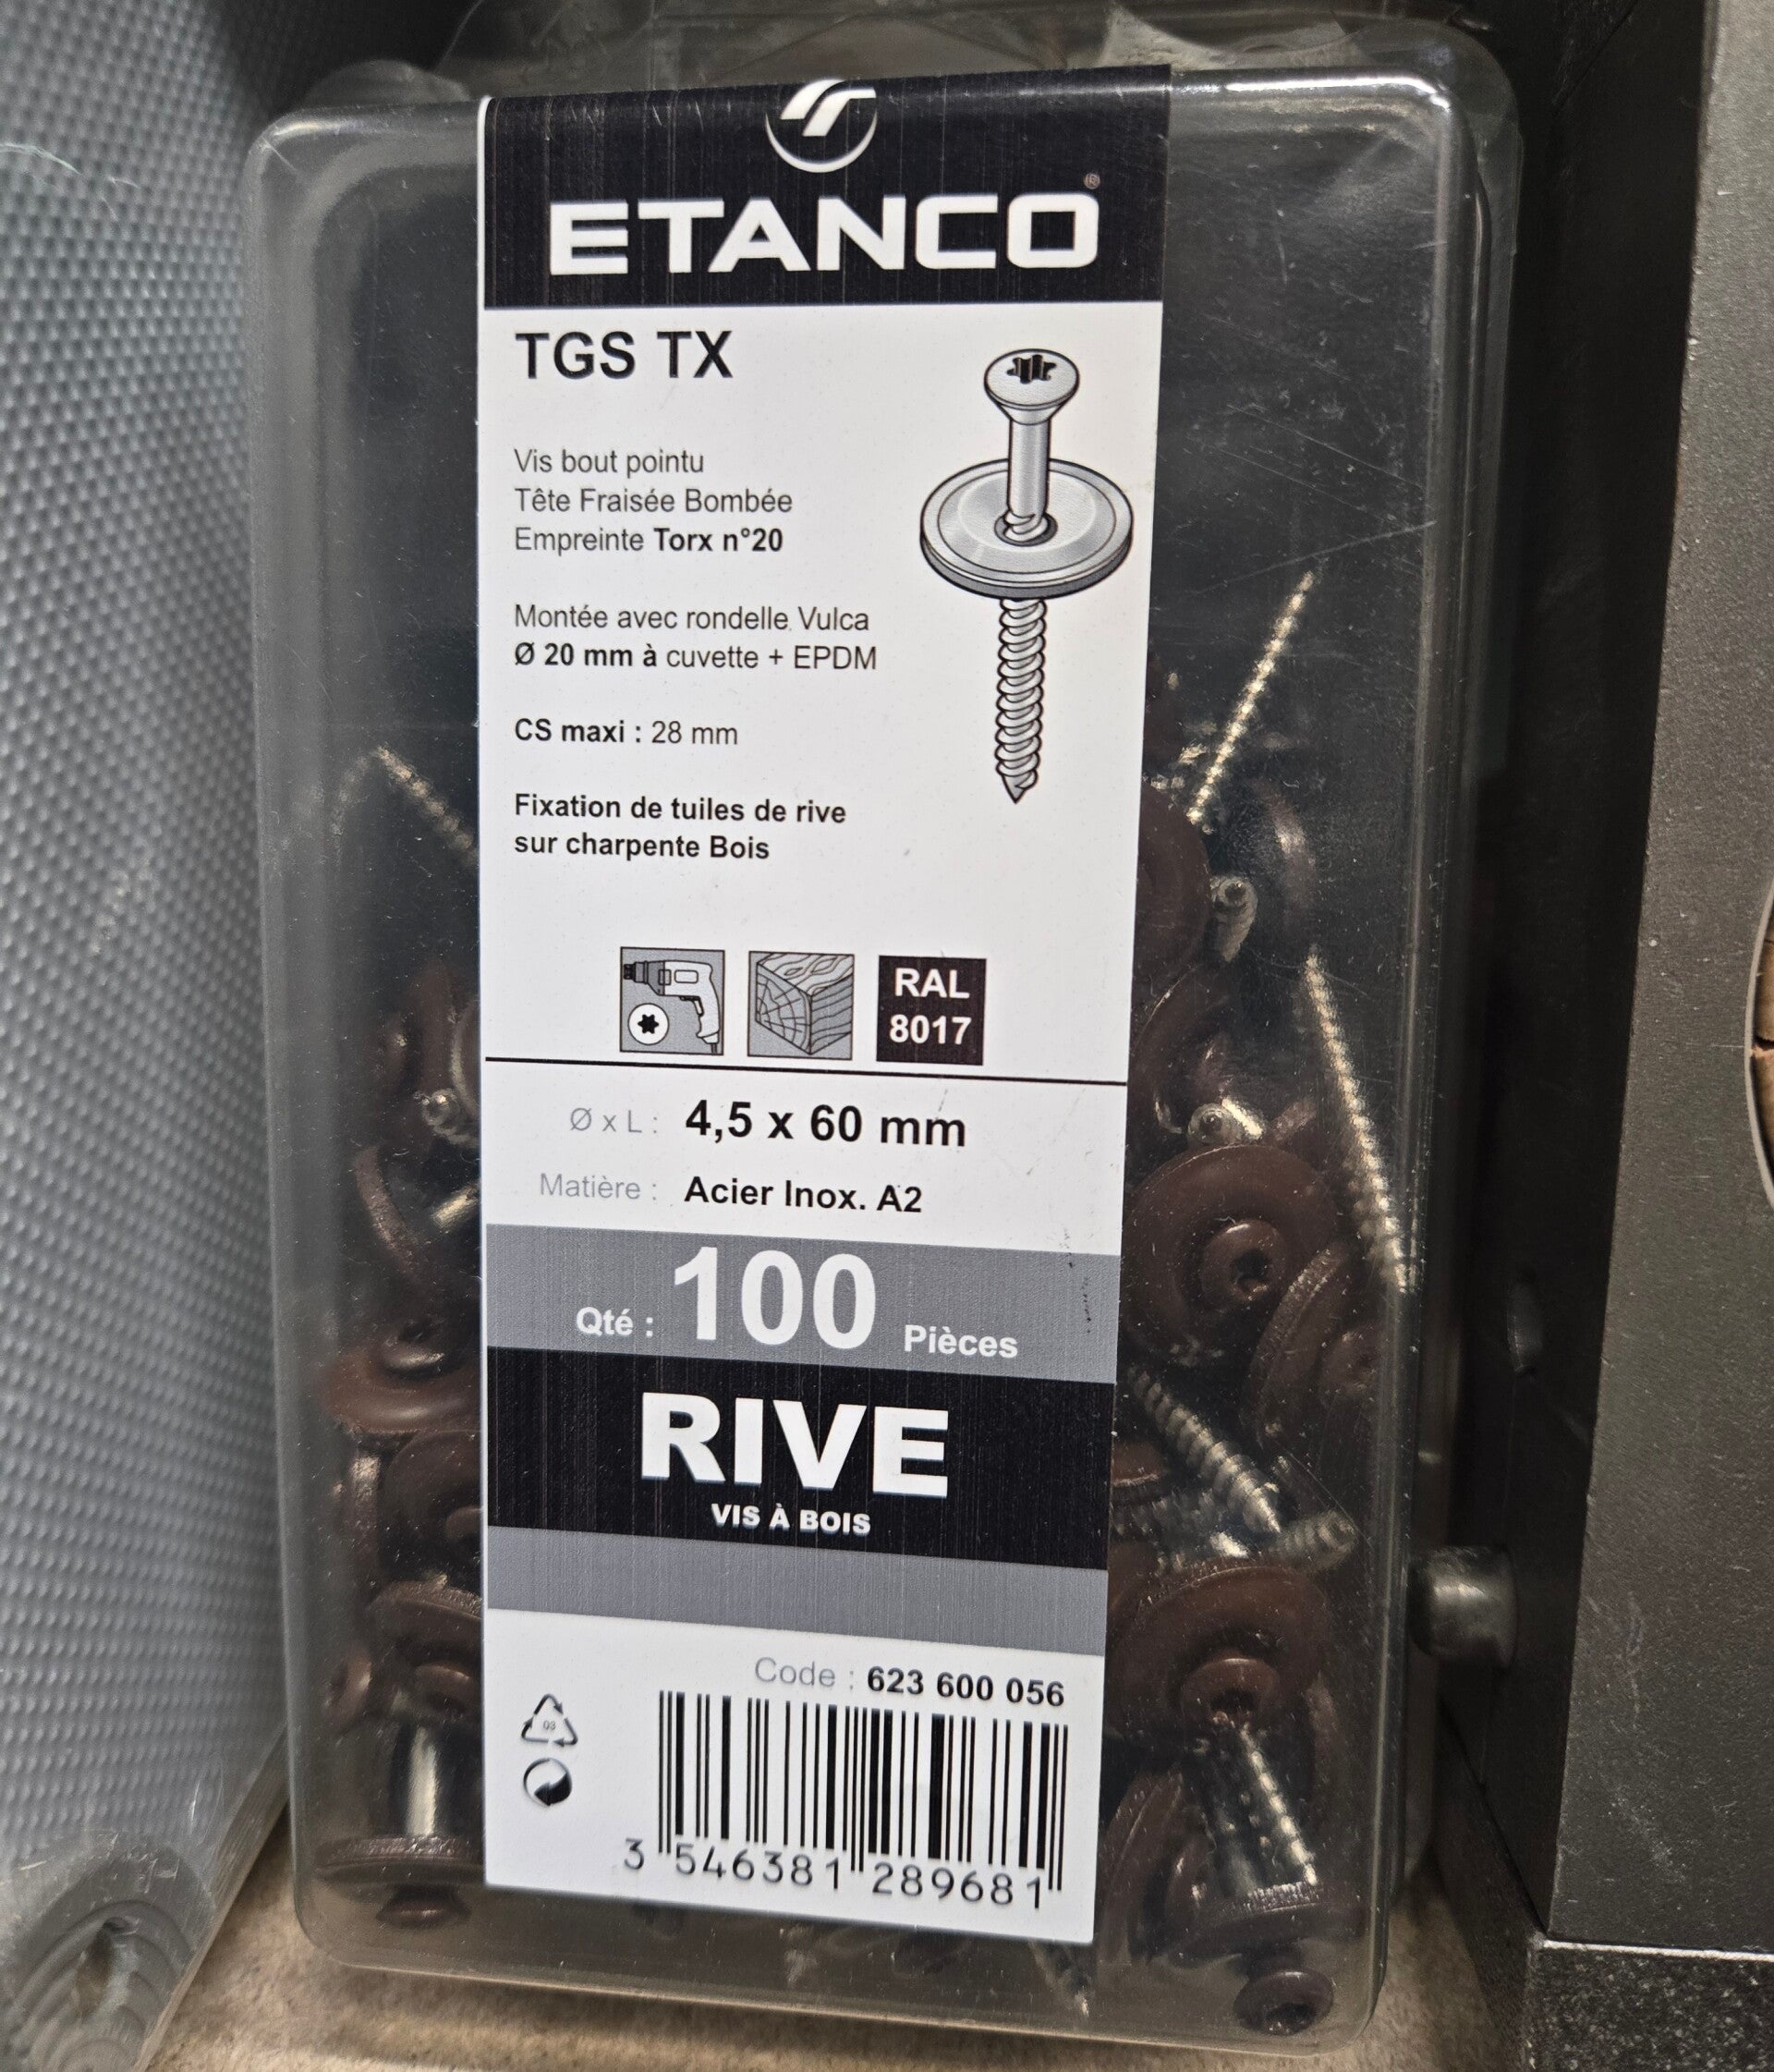 ETANCO®
TGS TX
Vis bout pointu
Tête Fraisée Bombée
Empreinte Torx n°20
Montée avec rondelle Vulca
Ø 20 mm à cuvette + EPDM
CS maxi : 28 mm
Fixation de tuiles de rive
sur charpente Bois
RAL
8017
Ø x L : 4,5 x 60 mm
Matière : Acier Inox. A2
Qté : 100 Pièces
RIVE
VIS À BOIS
Code : 623 600 056
03
3 546381 289681